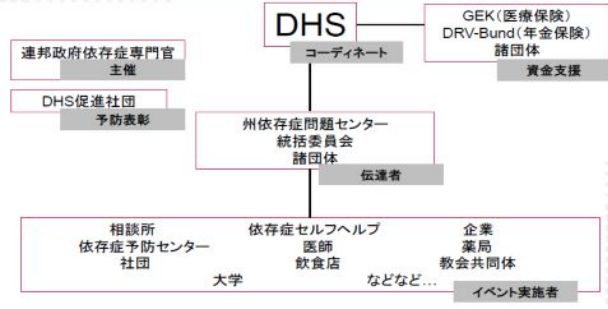 DHS
コーディネート
GEK(医療保険)
DRV-Bund(年金保険)
諸団体
資金支援
連邦政府依存症専門官
主催
DHS促進社団
予防表彰
州依存症問題センター
統括委員会
諸団体
伝達者
相談所 依存症セルフヘルプ 企業
依存症予防センター 医師 薬局
社団 飲食店 教会共同体
大学 などなど…
イベント実施者